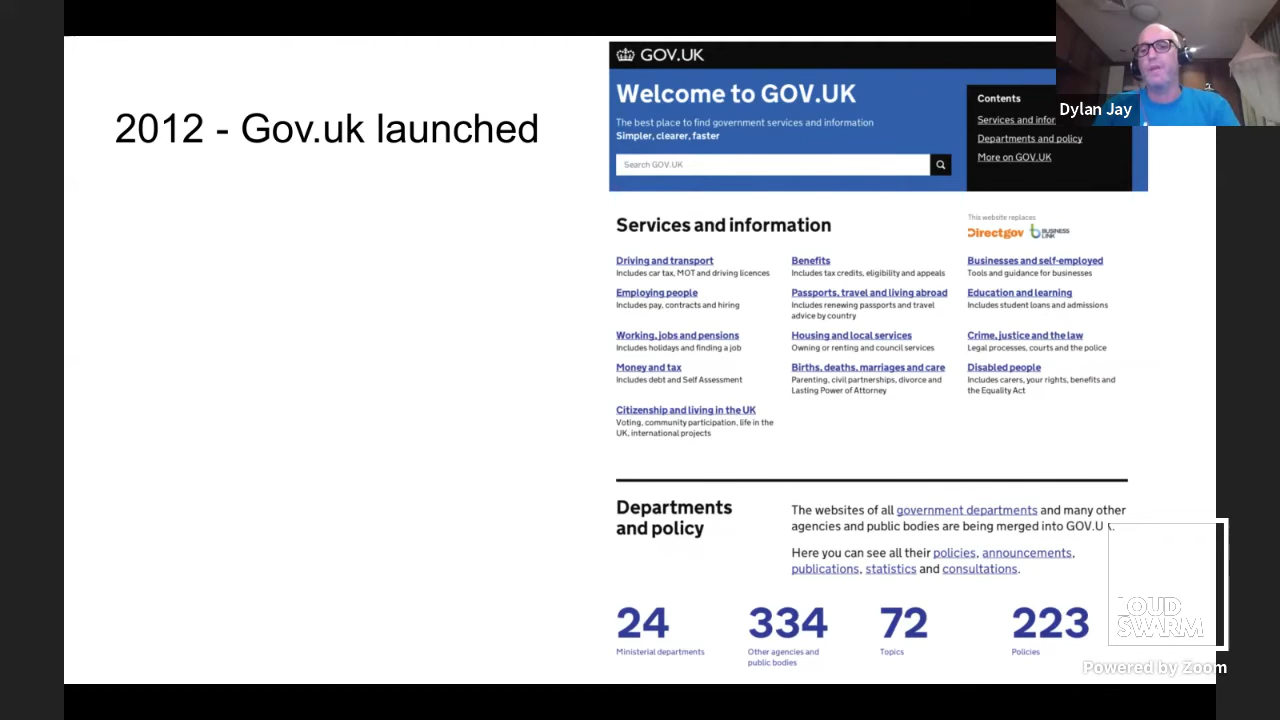 2012 - Gov.uk launched
GOV.UK
Welcome to GOV.UK
The best place to find government services and information
Simpler, clearer, faster
Search GOV.UK
Contents
Services and infor
Departments and policy
More on GOV.UK
Dylan Jay
Services and information
This website replaces
Directgov BUSINESS LINK
Driving and transport
Includes car tax, MOT and driving licences
Benefits
Includes tax credits, eligibility and appeals
Businesses and self-employed
Tools and guidance for businesses
Employing people
Includes pay, contracts and hiring
Passports, travel and living abroad
Includes renewing passports and travel
advice by country
Education and learning
Includes student loans and admissions
Working, jobs and pensions
Includes holidays and finding a job
Housing and local services
Owning or renting and council services
Crime, justice and the law
Legal processes, courts and the police
Money and tax
Includes debt and Self Assessment
Births, deaths, marriages and care
Parenting, civil partnerships, divorce and
Lasting Power of Attorney
Disabled people
Includes carers, your rights, benefits and
the Equality Act
Citizenship and living in the UK
Voting, community participation, life in the
UK, international projects
Departments
and policy
The websites of all government departments and many other
agencies and public bodies are being merged into GOV.UK.
Here you can see all their policies, announcements,
publications, statistics and consultations.
24
Ministerial departments
334
Other agencies and
public bodies
72
Topics
223
Policies
LOUD
SWARM
Powered by Zoom